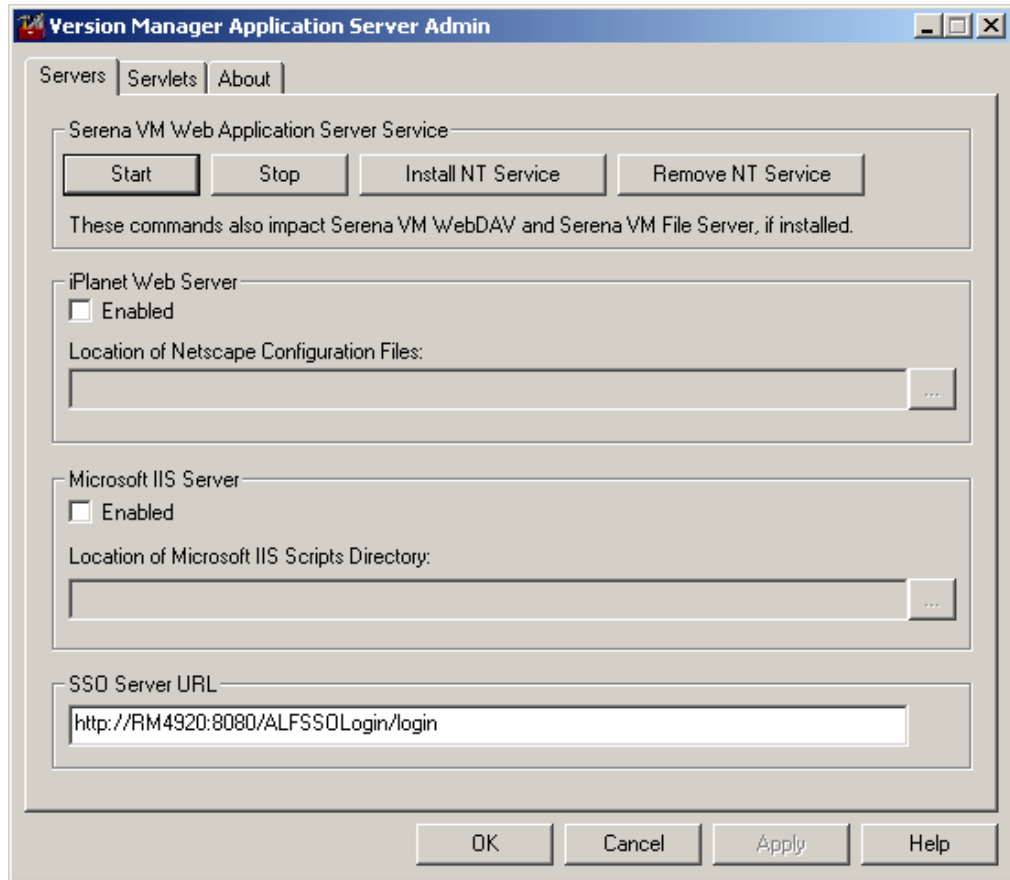 Version Manager Application Server Admin
Servers Servlets About
Serena VM Web Application Server Service
Start Stop Install NT Service Remove NT Service
These commands also impact Serena VM WebDAV and Serena VM File Server, if installed.
iPlanet Web Server
Enabled
Location of Netscape Configuration Files:
...
Microsoft IIS Server
Enabled
Location of Microsoft IIS Scripts Directory:
...
SSO Server URL
http://RM4920:8080/ALFSSOLogin/login
OK Cancel Apply Help